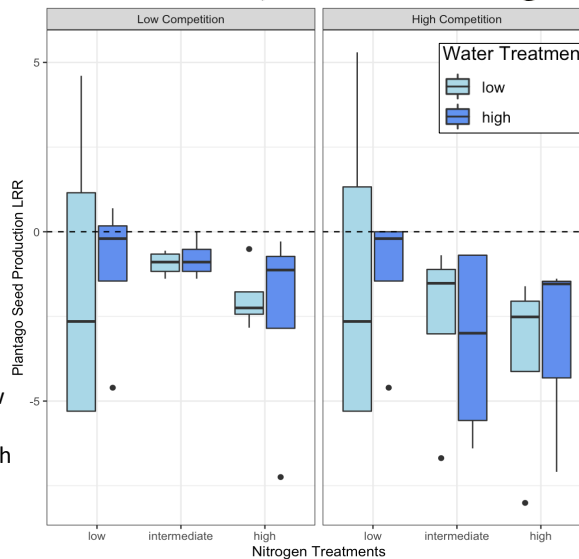 Low Competition
High Competition
Water Treatmen
low
high
5
0
-5
Plantago Seed Production LRR
low
intermediate
high
low
intermediate
high
Nitrogen Treatments